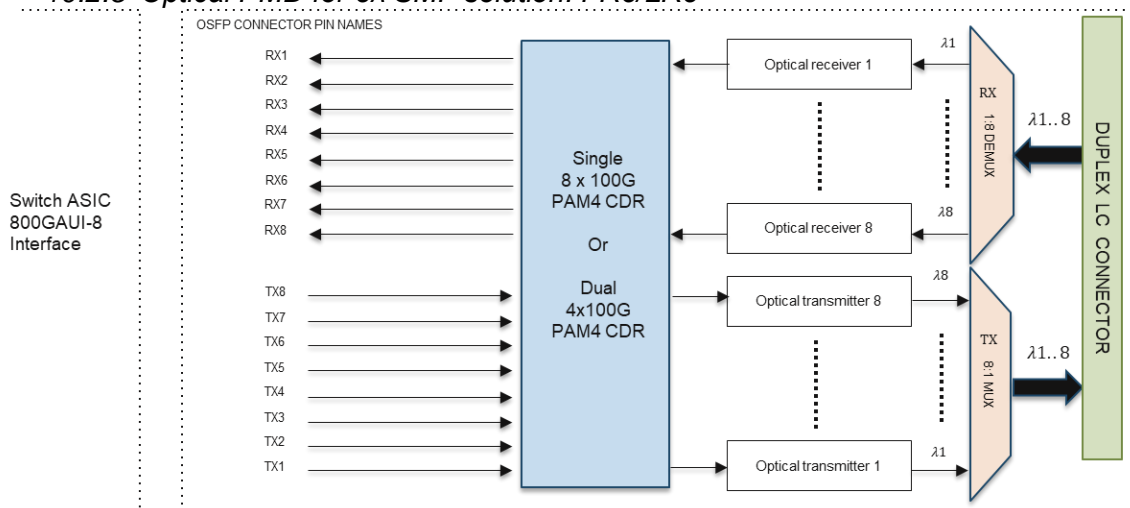 OSFP CONNECTOR PIN NAMES
RX1
RX2
RX3
RX4
RX5
RX6
RX7
RX8
TX8
TX7
TX6
TX5
TX4
TX3
TX2
TX1
Switch ASIC
800GAUI-8
Interface
Single
8 x 100G
PAM4 CDR
Or
Dual
4x100G
PAM4 CDR
Optical receiver 1
Optical receiver 8
Optical transmitter 8
Optical transmitter 1
λ1
λ8
λ8
λ1
RX
1:8 DEMUX
TX
8:1 MUX
λ1..8
λ1..8
DUPLEX LC CONNECTOR